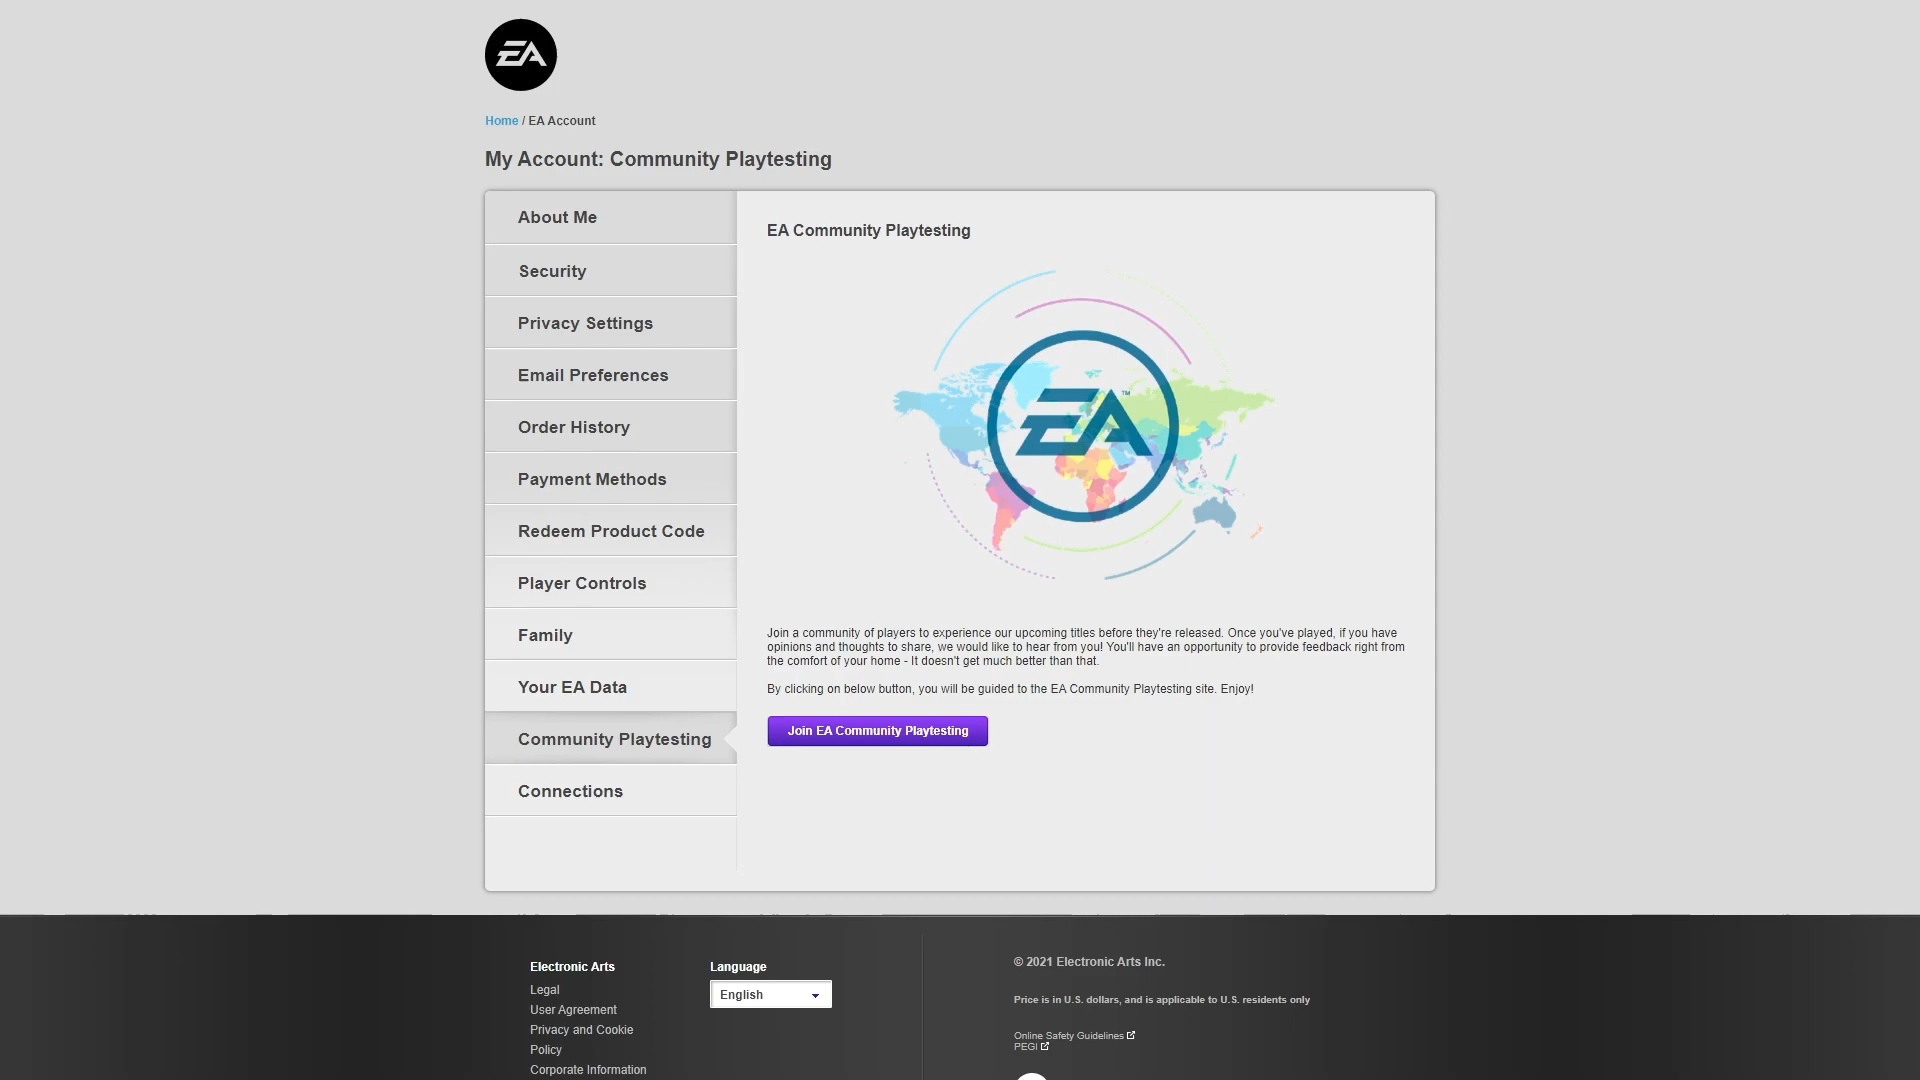 EA
Home / EA Account
My Account: Community Playtesting
About Me
Security
Privacy Settings
Email Preferences
Order History
Payment Methods
Redeem Product Code
Player Controls
Family
Your EA Data
Community Playtesting
Connections
EA Community Playtesting
EA™
Join a community of players to experience our upcoming titles before they're released. Once you've played, if you have
opinions and thoughts to share, we would like to hear from you! You'll have an opportunity to provide feedback right from
the comfort of your home - It doesn't get much better than that.
By clicking on below button, you will be guided to the EA Community Playtesting site. Enjoy!
Join EA Community Playtesting
Electronic Arts
Legal
User Agreement
Privacy and Cookie
Policy
Corporate Information
Language
English
© 2021 Electronic Arts Inc.
Price is in U.S. dollars, and is applicable to U.S. residents only
Online Safety Guidelines
PEGI